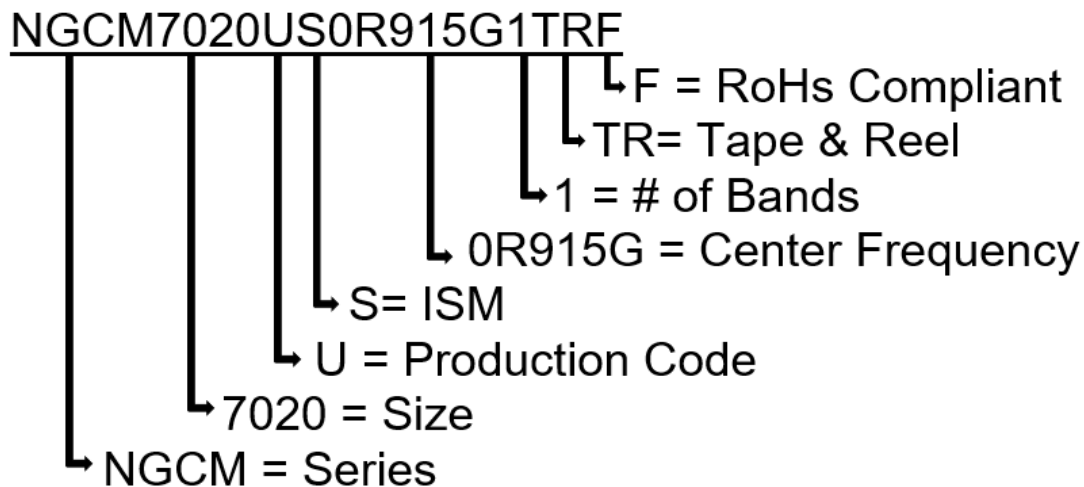 NGCM7020US0R915G1TRF
F = RoHs Compliant
TR= Tape & Reel
1 = # of Bands
0R915G = Center Frequency
S= ISM
U = Production Code
7020 = Size
NGCM = Series